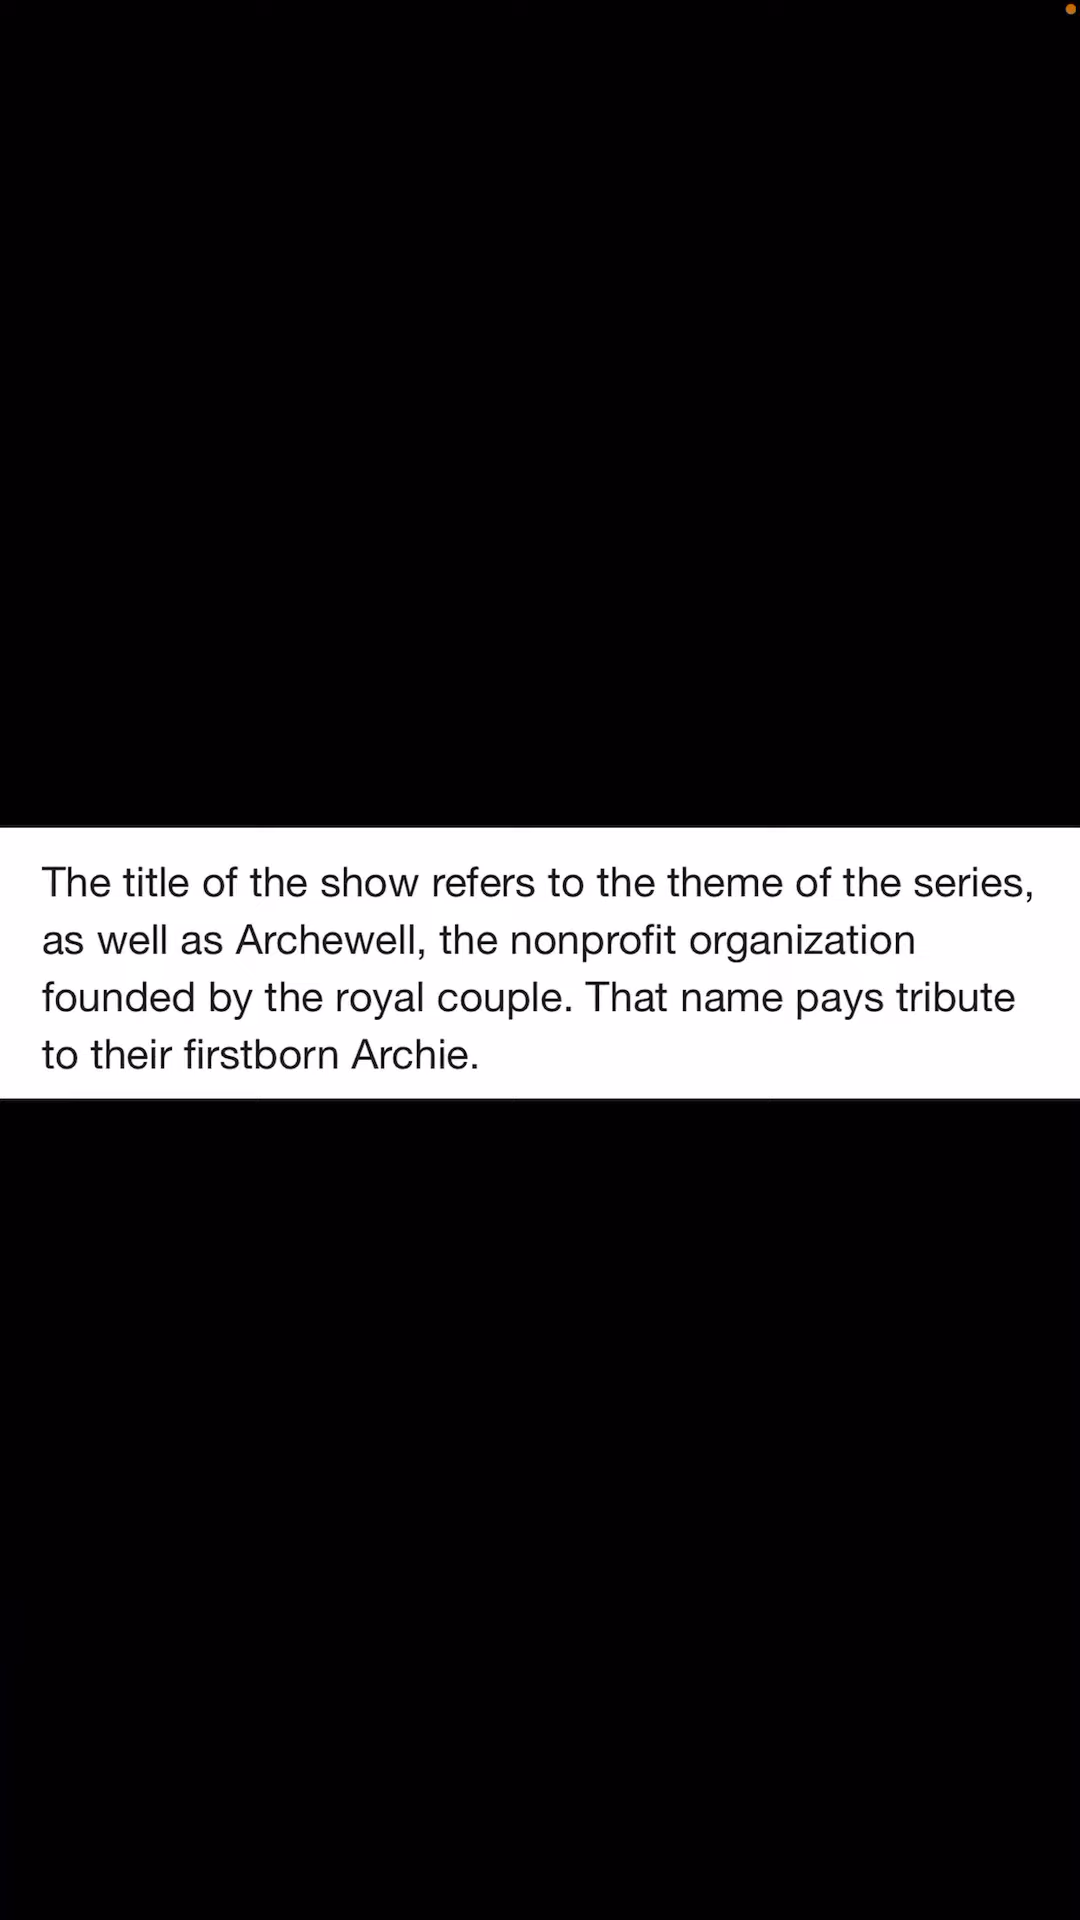 The title of the show refers to the theme of the series,
as well as Archewell, the nonprofit organization
founded by the royal couple. That name pays tribute
to their firstborn Archie.